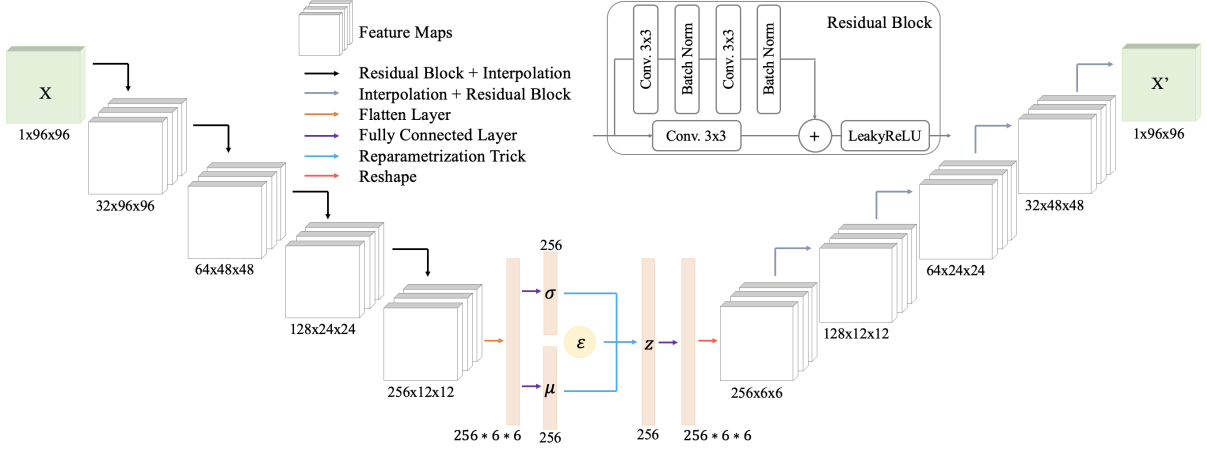 X
1x96x96
32x96x96
64x48x48
128x24x24
256x12x12
Feature Maps
Residual Block + Interpolation
Interpolation + Residual Block
Flatten Layer
Fully Connected Layer
Reparametrization Trick
Reshape
Residual Block
Conv. 3x3
Batch Norm
Conv. 3x3
Batch Norm
Conv. 3x3
+
LeakyReLU
256 ∗ 6 ∗ 6
256
σ
ε
μ
256
z
256
256 ∗ 6 ∗ 6
256x6x6
128x12x12
64x24x24
32x48x48
X’
1x96x96